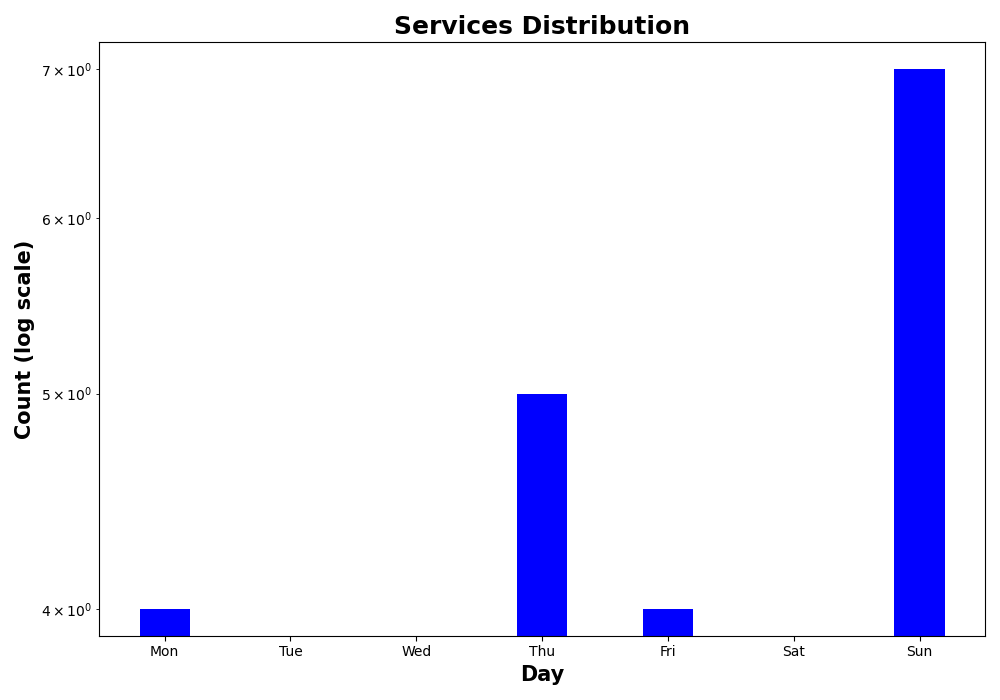 Services Distribution
Count (log scale)
7 × 10⁰
6 × 10⁰
5 × 10⁰
4 × 10⁰
Mon Tue Wed Thu Fri Sat Sun
Day